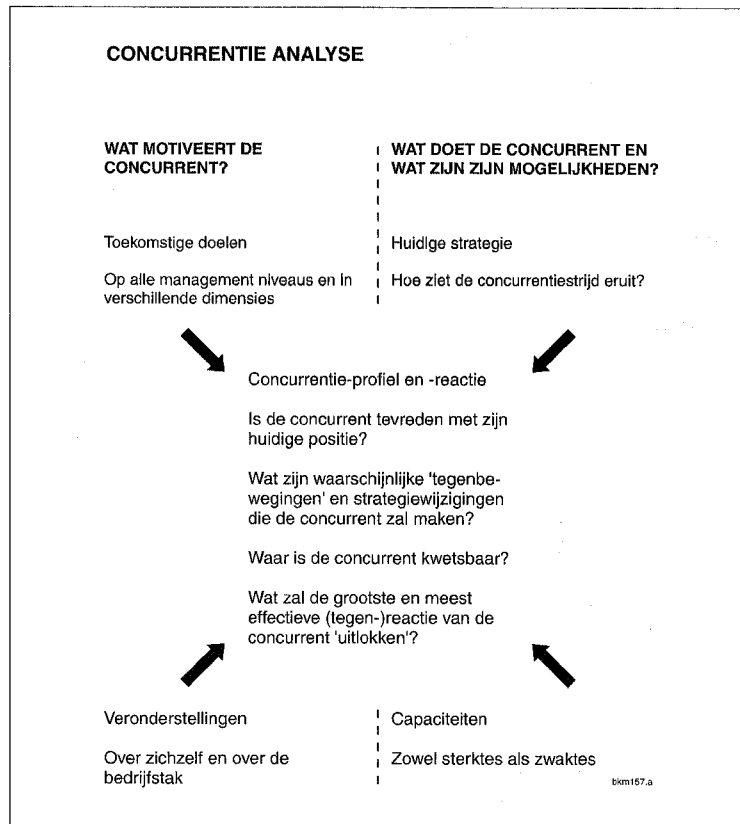 CONCURRENTIE ANALYSE
WAT MOTIVEERT DE
CONCURRENT?
WAT DOET DE CONCURRENT EN
WAT ZIJN ZIJN MOGELIJKHEDEN?
Toekomstige doelen
Op alle management niveaus en in
verschillende dimensies
Huidige strategie
Hoe ziet de concurrentiestrijd eruit?
Concurrentie-profiel en -reactie
Is de concurrent tevreden met zijn
huidige positie?
Wat zijn waarschijnlijke 'tegenbe-
wegingen' en strategiewijzigingen
die de concurrent zal maken?
Waar is de concurrent kwetsbaar?
Wat zal de grootste en meest
effectieve (tegen-)reactie van de
concurrent 'uitlokken'?
Veronderstellingen
Over zichzelf en over de
bedrijfstak
Capaciteiten
Zowel sterktes als zwaktes
bkm157.a